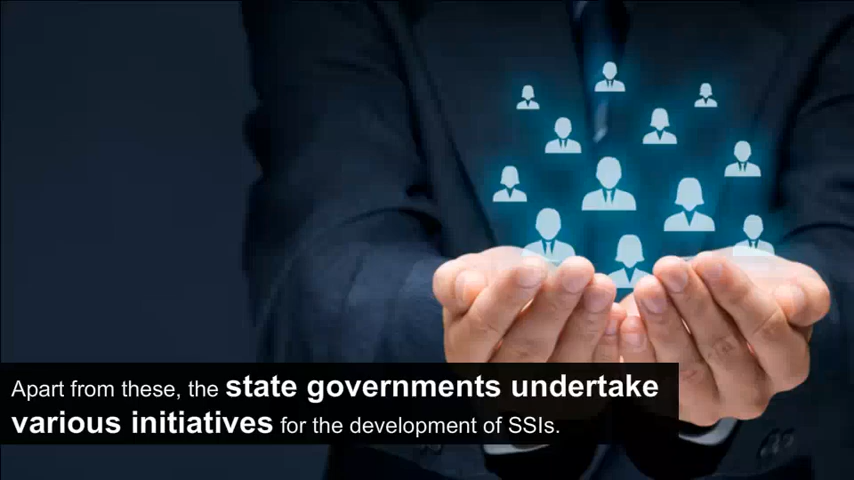 Apart from these, the state governments undertake
various initiatives for the development of SSIs.